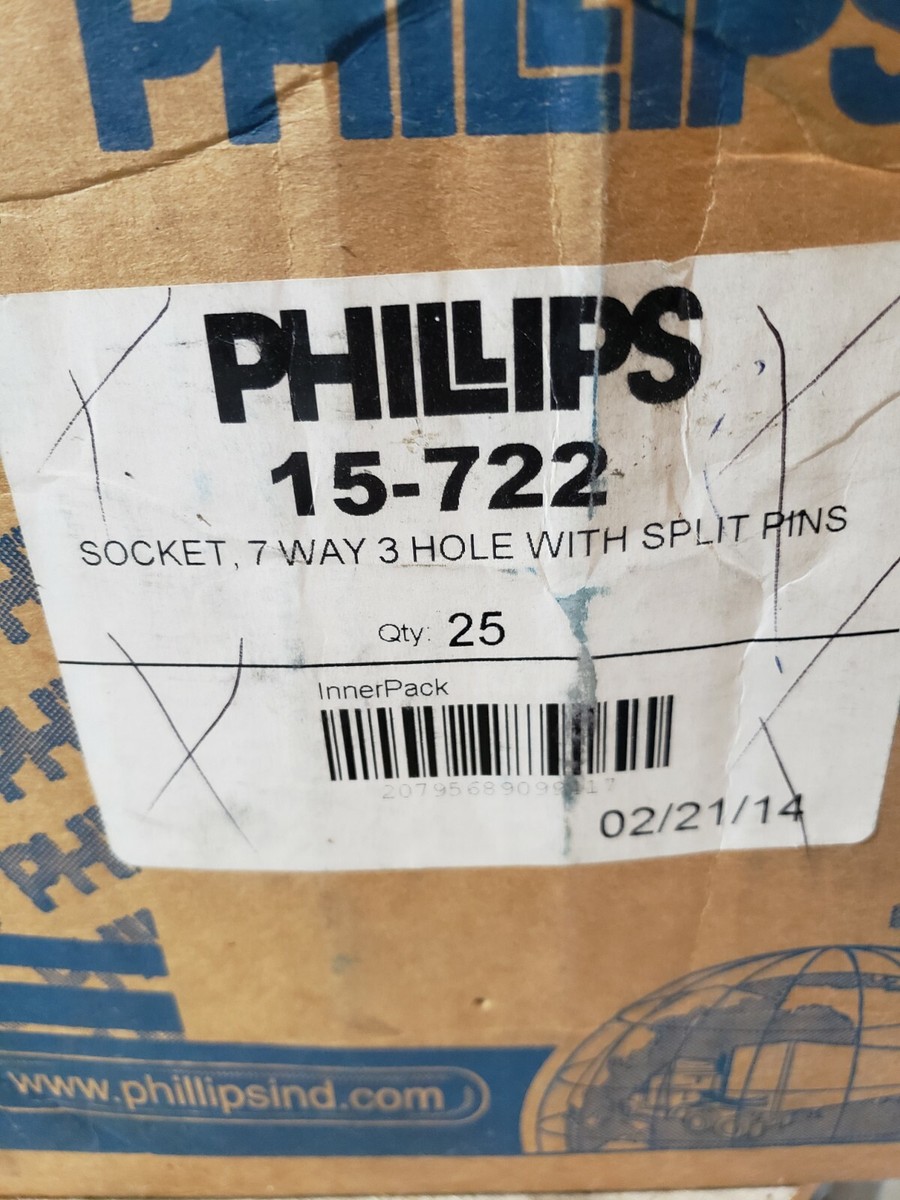 PHILLIPS
PHILLIPS
15-722
SOCKET, 7 WAY 3 HOLE WITH SPLIT PINS
Qty: 25
InnerPack
02/21/14
www.phillipsind.com